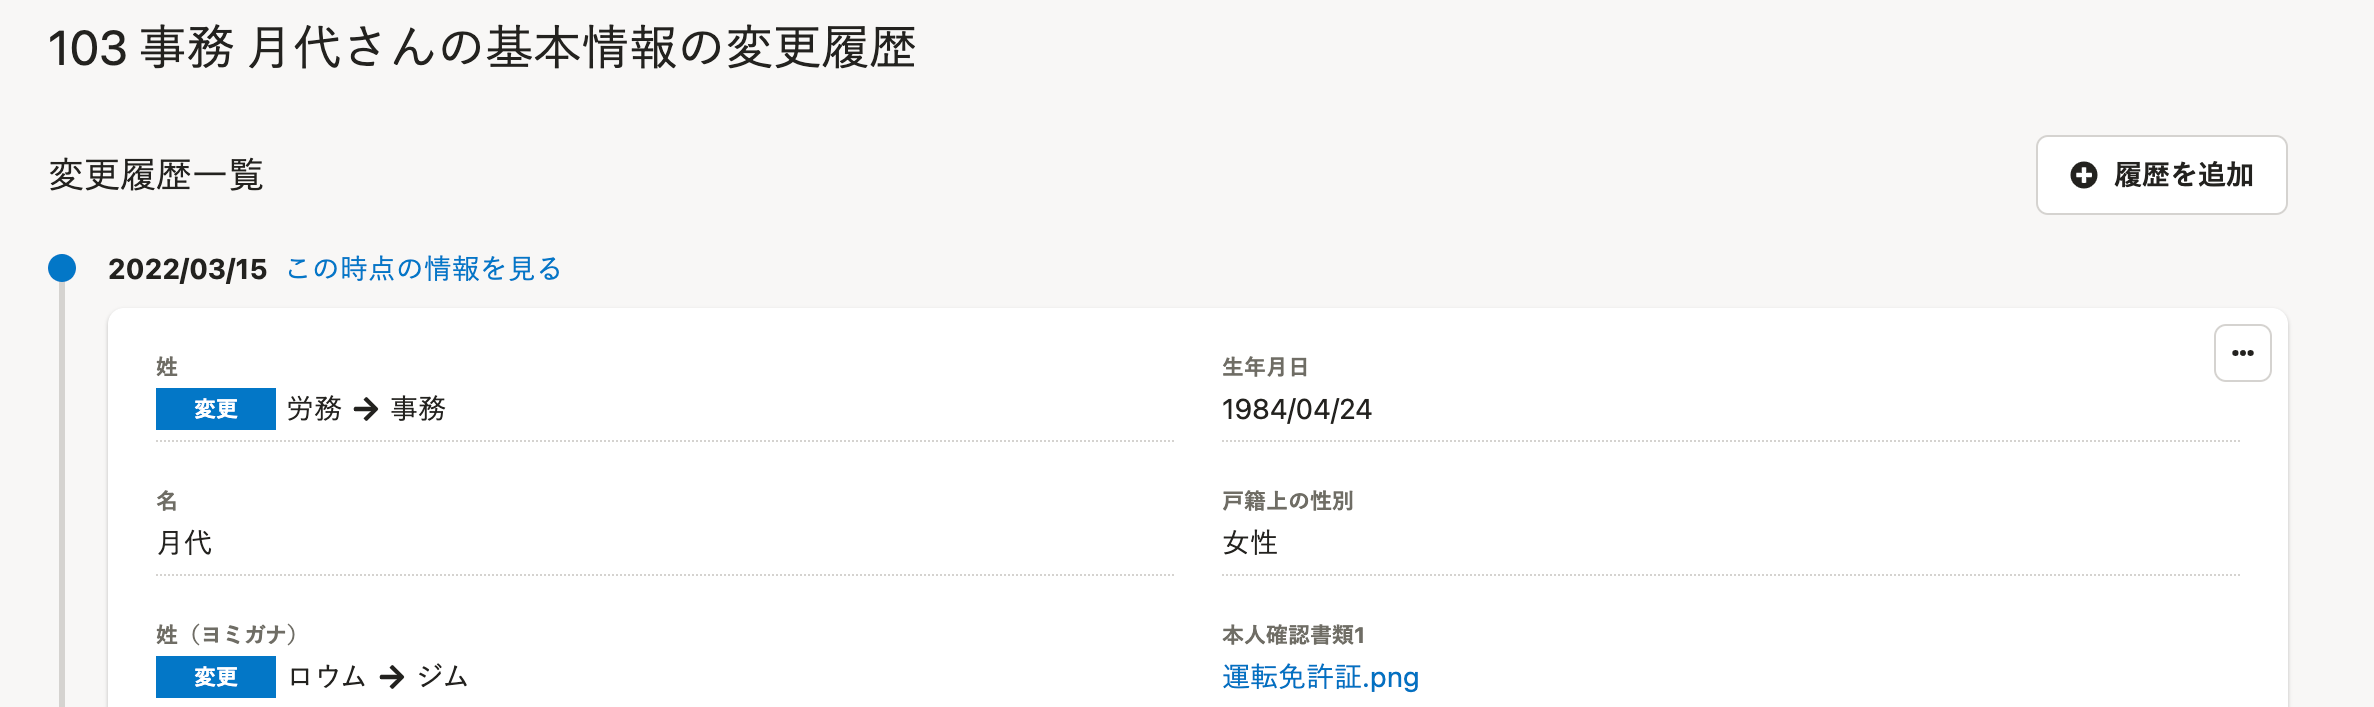 103 事務 月代さんの基本情報の変更履歴
変更履歴一覧
履歴を追加
2022/03/15 この時点の情報を見る
姓
変更 労務 → 事務
生年月日
1984/04/24
名
月代
戸籍上の性別
女性
姓（ヨミガナ）
変更 ロウム → ジム
本人確認書類1
運転免許証.png